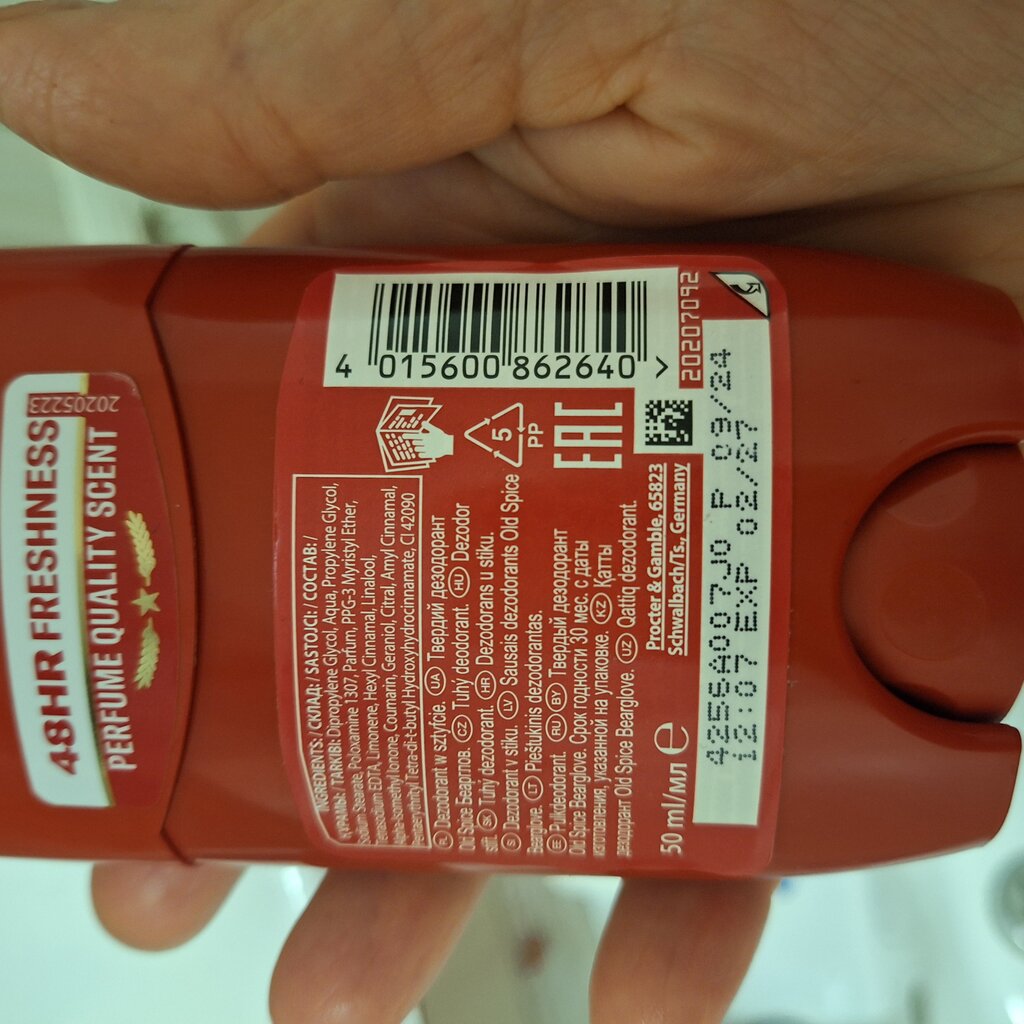 48HR FRESHNESS
20205223
PERFUME QUALITY SCENT
INGREDIENTS: / СКЛАД: / SASTOJCI: / СОСТАВ: /
ҚҰРАМЫ: / TARKIBI: Dipropylene Glycol, Aqua, Propylene Glycol,
Sodium Stearate, Poloxamine 1307, Parfum, PPG-3 Myristyl Ether,
Tetrasodium EDTA, Limonene, Hexyl Cinnamal, Linalool,
Alpha-Isomethyl Ionone, Coumarin, Geraniol, Citral, Amyl Cinnamal,
Pentaerythrityl Tetra-di-t-butyl Hydroxyhydrocinnamate, CI 42090
PL Dezodorant w sztyfcie. UA Твердий дезодорант
Old Spice Беарглов. CZ Tuhý deodorant. HU Dezodor
stift. SK Tuhý dezodorant. HR Dezodorans u stiku.
SI Dezodorant v stiku. LV Sausais dezodorants Old Spice
Bearglove. LT Pieštukinis dezodorantas.
EE Pulkdeodorant. RU BY Твердый дезодорант
Old Spice Bearglove. Срок годности 30 мес. с даты
изготовления, указанной на упаковке. KZ Қатты
дезодорант Old Spice Bearglove. UZ Qattiq dezodorant.
Procter & Gamble, 65823
Schwalbach/Ts., Germany
50 ml/мл e
5
PP
EAC
4 015600 862640 >
20207092
4255A007J0 F 09/24
12:07 EXP 02/27